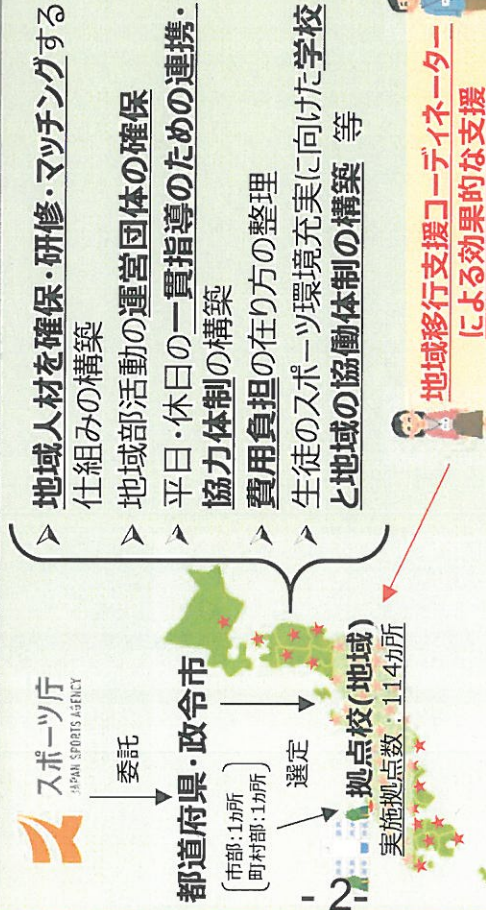 スポーツ庁
JAPAN SPORTS AGENCY
委託
都道府県・政令市
市部:1ヵ所
町村部:1ヵ所
選定
拠点校(地域)
実施拠点数:114ヵ所
➢ 地域人材を確保・研修・マッチングする
仕組みの構築
➢ 地域部活動の運営団体の確保
➢ 平日・休日の一貫指導のための連携・
協力体制の構築
➢ 費用負担の在り方の整理
➢ 生徒のスポーツ環境充実に向けた学校
と地域の協働体制の構築 等
地域移行支援コーディネーター
による効果的な支援
- 2 -